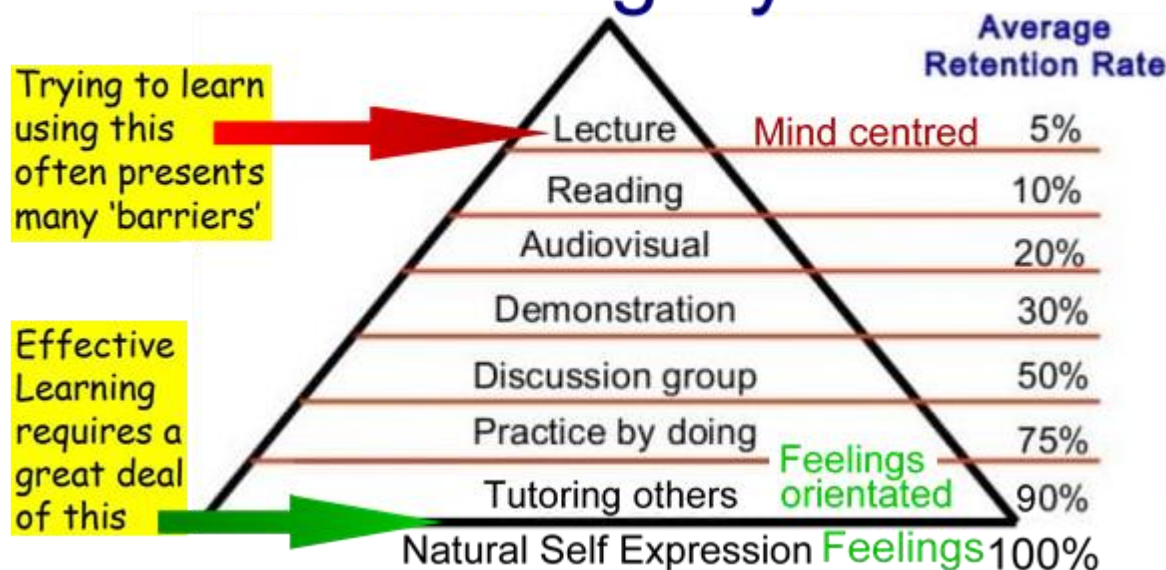 Average
Retention Rate
Trying to learn
using this
often presents
many 'barriers'
Lecture Mind centred 5%
Reading 10%
Audiovisual 20%
Demonstration 30%
Effective
Learning
requires a
great deal
of this
Discussion group 50%
Practice by doing 75%
Feelings
orientated
Tutoring others 90%
Natural Self Expression Feelings 100%